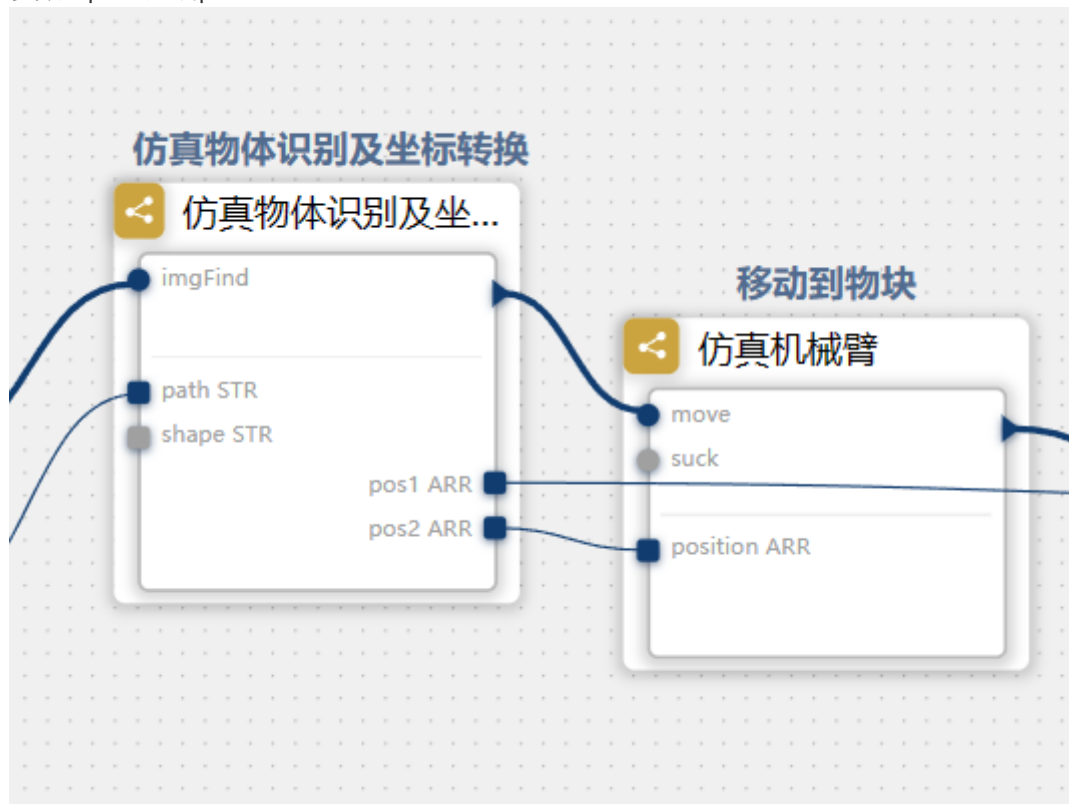 仿真物体识别及坐标转换
仿真物体识别及坐...
imgFind
path STR
shape STR
pos1 ARR
pos2 ARR
移动到物块
仿真机械臂
move
suck
position ARR